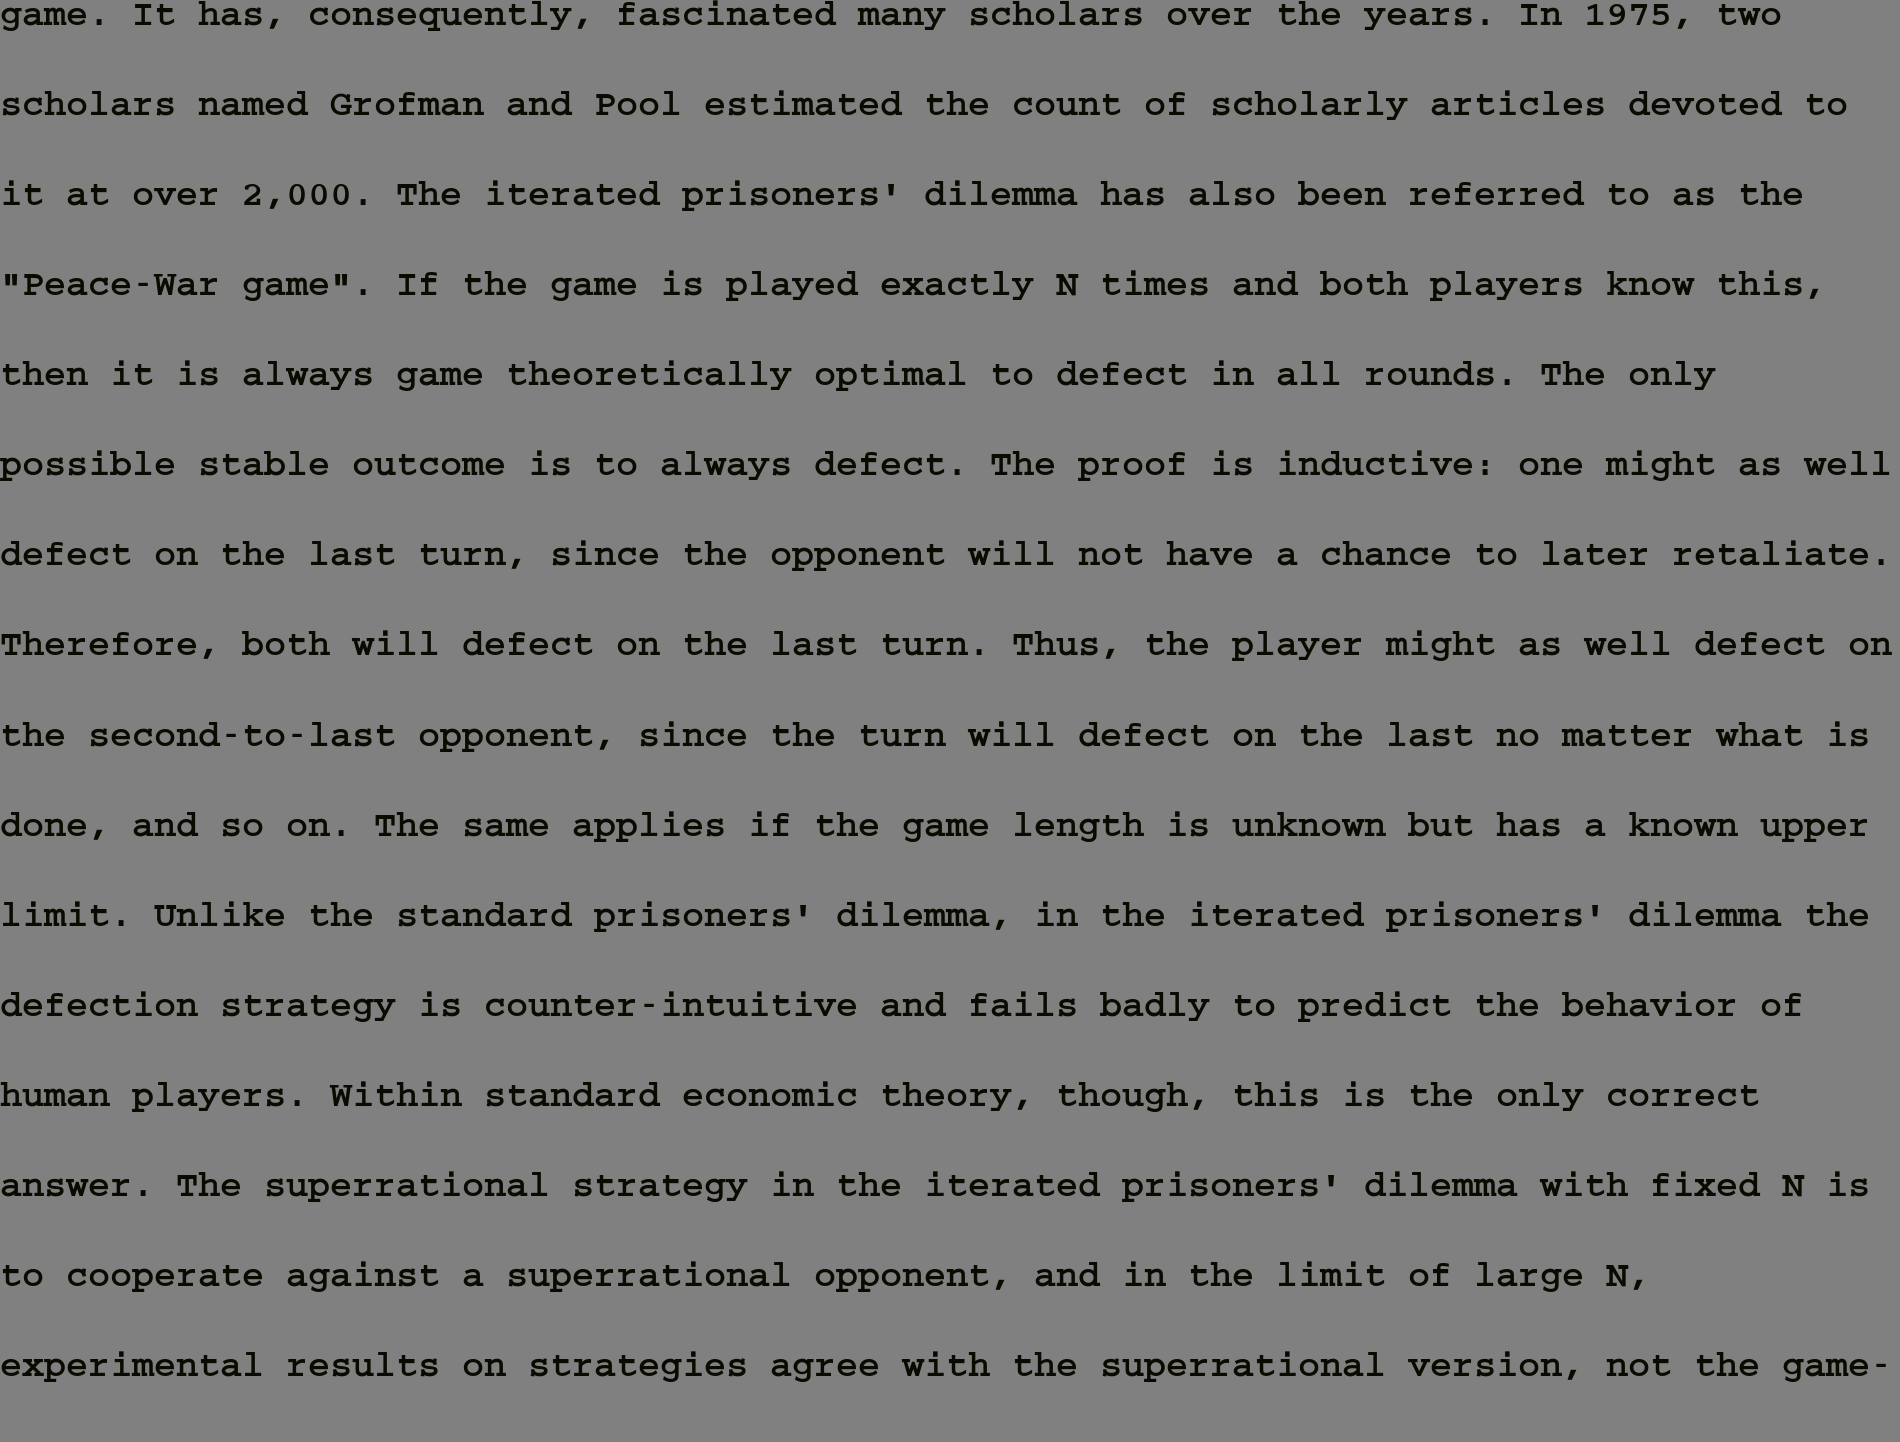 game. It has, consequently, fascinated many scholars over the years. In 1975, two
scholars named Grofman and Pool estimated the count of scholarly articles devoted to
it at over 2,000. The iterated prisoners' dilemma has also been referred to as the
"Peace-War game". If the game is played exactly N times and both players know this,
then it is always game theoretically optimal to defect in all rounds. The only
possible stable outcome is to always defect. The proof is inductive: one might as well
defect on the last turn, since the opponent will not have a chance to later retaliate.
Therefore, both will defect on the last turn. Thus, the player might as well defect on
the second-to-last opponent, since the turn will defect on the last no matter what is
done, and so on. The same applies if the game length is unknown but has a known upper
limit. Unlike the standard prisoners' dilemma, in the iterated prisoners' dilemma the
defection strategy is counter-intuitive and fails badly to predict the behavior of
human players. Within standard economic theory, though, this is the only correct
answer. The superrational strategy in the iterated prisoners' dilemma with fixed N is
to cooperate against a superrational opponent, and in the limit of large N,
experimental results on strategies agree with the superrational version, not the game-